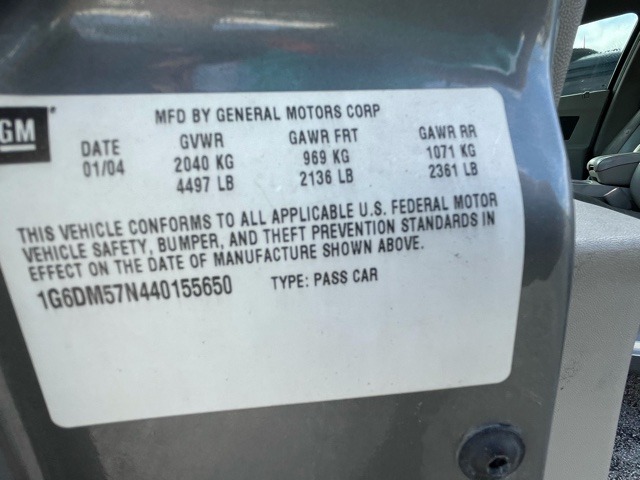 GM
MFD BY GENERAL MOTORS CORP
DATE GVWR GAWR FRT GAWR RR
01/04 2040 KG 969 KG 1071 KG
4497 LB 2136 LB 2361 LB
THIS VEHICLE CONFORMS TO ALL APPLICABLE U.S. FEDERAL MOTOR
VEHICLE SAFETY, BUMPER, AND THEFT PREVENTION STANDARDS IN
EFFECT ON THE DATE OF MANUFACTURE SHOWN ABOVE.
1G6DM57N440155650 TYPE: PASS CAR